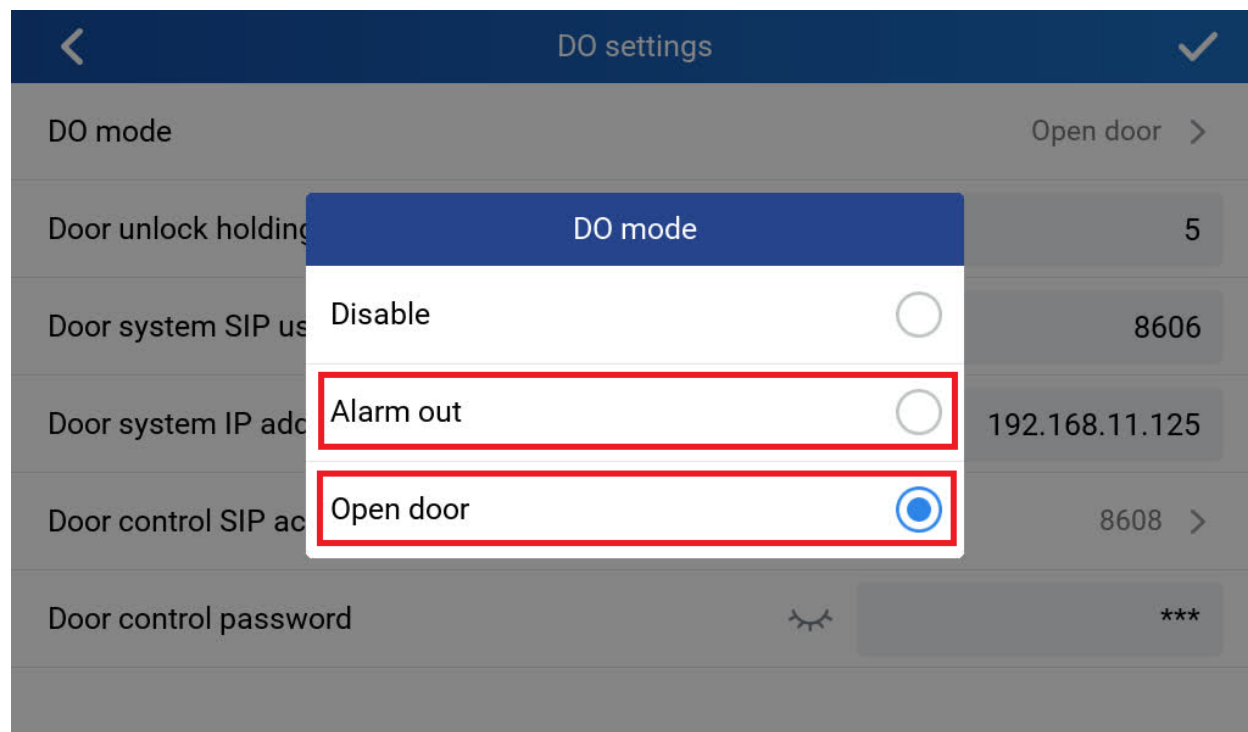 DO settings
DO mode
Open door
Door unlock holding
5
Door system SIP us
8606
Door system IP add
192.168.11.125
Door control SIP ac
8608
Door control password
***
DO mode
Disable
Alarm out
Open door